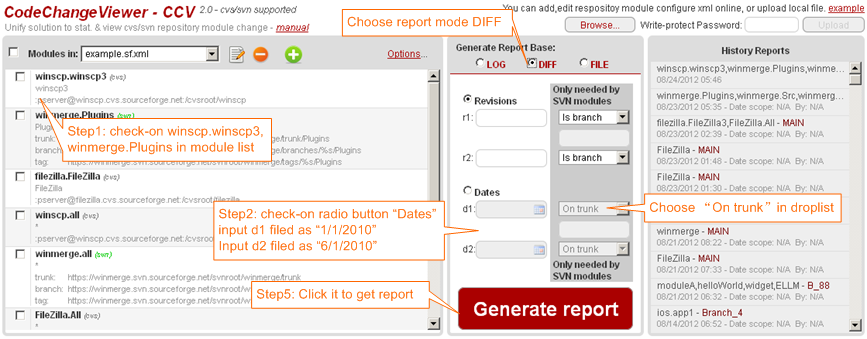 CodeChangeViewer - CCV 2.0 - cvs/svn supported
Unify solution to stat. & view cvs/svn repository module change - manual
You can add,edit respository module configure xml online, or upload local file. example
Browse... Write-protect Password: Upload
Choose report mode DIFF
Modules in: example.sf.xml Options...
winscp.winscp3 (cvs)
winscp3
:pserver@winscp.cvs.sourceforge.net:/cvsroot/winscp
winmerge.Plugins (svn)
Plugi
trunk: ge/trunk/Plugins
branch: ge/branches/%s/Plugins
tag: https://winmerge.svn.sourceforge.net/svnroot/winmerge/tags/%s/Plugins
Step1: check-on winscp.winscp3,
winmerge.Plugins in module list
filezilla.FileZilla (cvs)
FileZilla
:pserver@filezilla.cvs.sourceforge.net:/cvsroot/filezilla
winscp.all (cvs)
*
:pserver@winscp.cvs.sourceforge.net:/cvsroot/winscp
winmerge.all (svn)
*
trunk: https://winmerge.svn.sourceforge.net/svnroot/winmerge/trunk
branch: https://winmerge.svn.sourceforge.net/svnroot/winmerge/branches/%s
tag: https://winmerge.svn.sourceforge.net/svnroot/winmerge/tags/%s
FileZilla.All (cvs)
*
Generate Report Base:
LOG DIFF FILE
Only needed by
SVN modules
Revisions
r1: Is branch
r2: Is branch
Dates
d1: On trunk
d2: On trunk
Only needed by
SVN modules
Step2: check-on radio button “Dates”
input d1 filed as “1/1/2010”
Input d2 filed as “6/1/2010”
Choose “On trunk” in droplist
Step5: Click it to get report
Generate report
History Reports
winscp.winscp3,winmerge.Plugins,winme...
08/24/2012 05:46
winmerge.Plugins,winmerge.Src,winmerg...
08/23/2012 05:35 - Date scope: N/A By: N/A
filezilla.FileZilla3,FileZilla.All - MAIN
08/23/2012 02:39 - Date scope: N/A By: N/A
FileZilla - MAIN
08/23/2012 01:48 - Date scope: N/A By: N/A
FileZilla - MAIN
08/23/2012 01:30 - Date scope: N/A By: N/A
winmerge - MAIN
08/21/2012 08:22 - Date scope: N/A By: N/A
FileZilla - MAIN
08/21/2012 07:33 - Date scope: N/A By: N/A
moduleA,helloWorld,widget,ELLM - B_88
08/21/2012 03:12 - Date scope: N/A By: N/A
ios.app1 - Branch_4
08/14/2012 06:52 - Date scope: N/A By: N/A